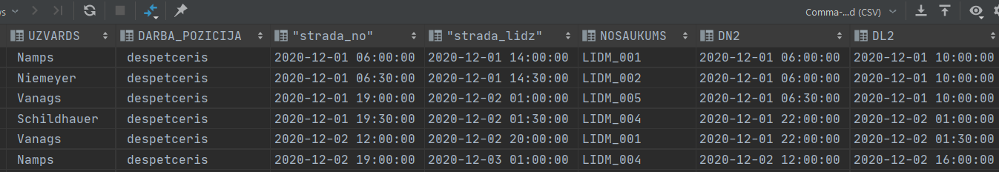 ws Comma-...d (CSV)
UZVARDS DARBA_POZICIJA "strada_no" "strada_lidz" NOSAUKUMS DN2 DL2
Namps despetceris 2020-12-01 06:00:00 2020-12-01 14:00:00 LIDM_001 2020-12-01 06:00:00 2020-12-01 10:00:00
Niemeyer despetceris 2020-12-01 06:30:00 2020-12-01 14:30:00 LIDM_002 2020-12-01 06:00:00 2020-12-01 10:00:00
Vanags despetceris 2020-12-01 19:00:00 2020-12-02 01:00:00 LIDM_005 2020-12-01 06:30:00 2020-12-01 10:00:00
Schildhauer despetceris 2020-12-01 19:30:00 2020-12-02 01:30:00 LIDM_004 2020-12-01 22:00:00 2020-12-02 01:00:00
Vanags despetceris 2020-12-02 12:00:00 2020-12-02 20:00:00 LIDM_001 2020-12-01 22:00:00 2020-12-02 01:30:00
Namps despetceris 2020-12-02 19:00:00 2020-12-03 01:00:00 LIDM_004 2020-12-02 12:00:00 2020-12-02 16:00:00